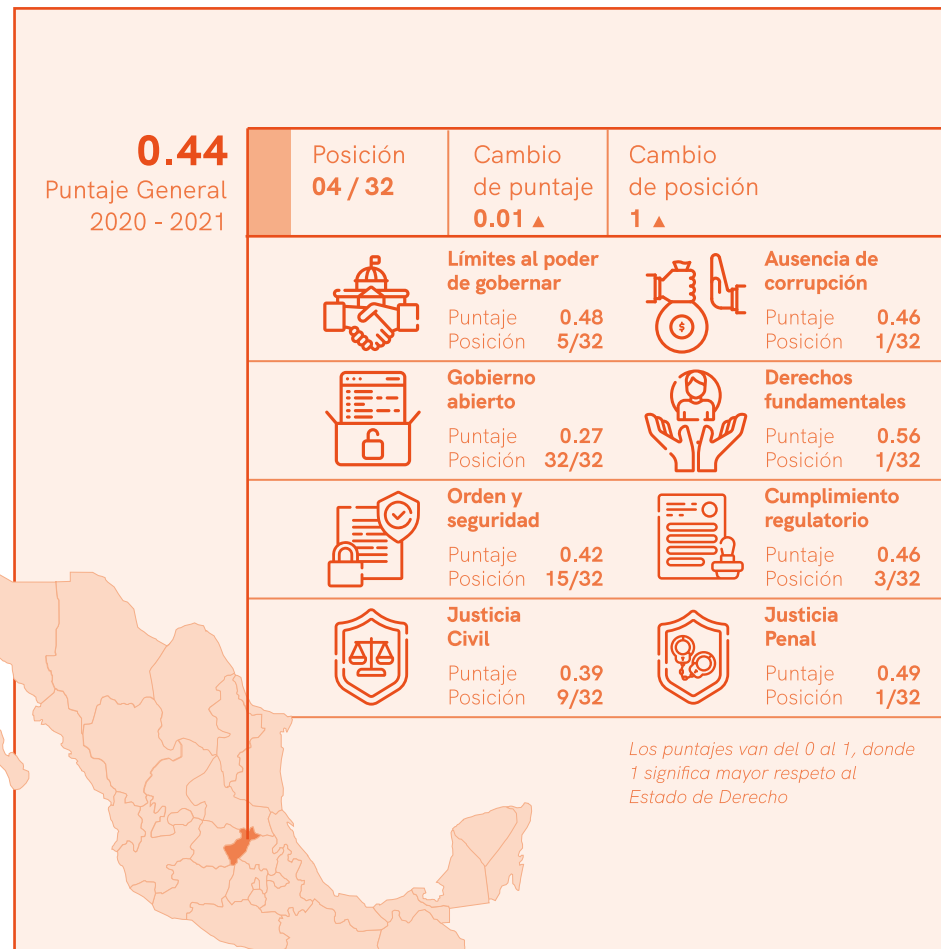 0.44
Puntaje General
2020 - 2021
Posición
04 / 32
Cambio
de puntaje
0.01 ▲
Cambio
de posición
1 ▲
Límites al poder
de gobernar
Puntaje 0.48
Posición 5/32
Ausencia de
corrupción
Puntaje 0.46
Posición 1/32
Gobierno
abierto
Puntaje 0.27
Posición 32/32
Derechos
fundamentales
Puntaje 0.56
Posición 1/32
Orden y
seguridad
Puntaje 0.42
Posición 15/32
Cumplimiento
regulatorio
Puntaje 0.46
Posición 3/32
Justicia
Civil
Puntaje 0.39
Posición 9/32
Justicia
Penal
Puntaje 0.49
Posición 1/32
$
Los puntajes van del 0 al 1, donde
1 significa mayor respeto al
Estado de Derecho